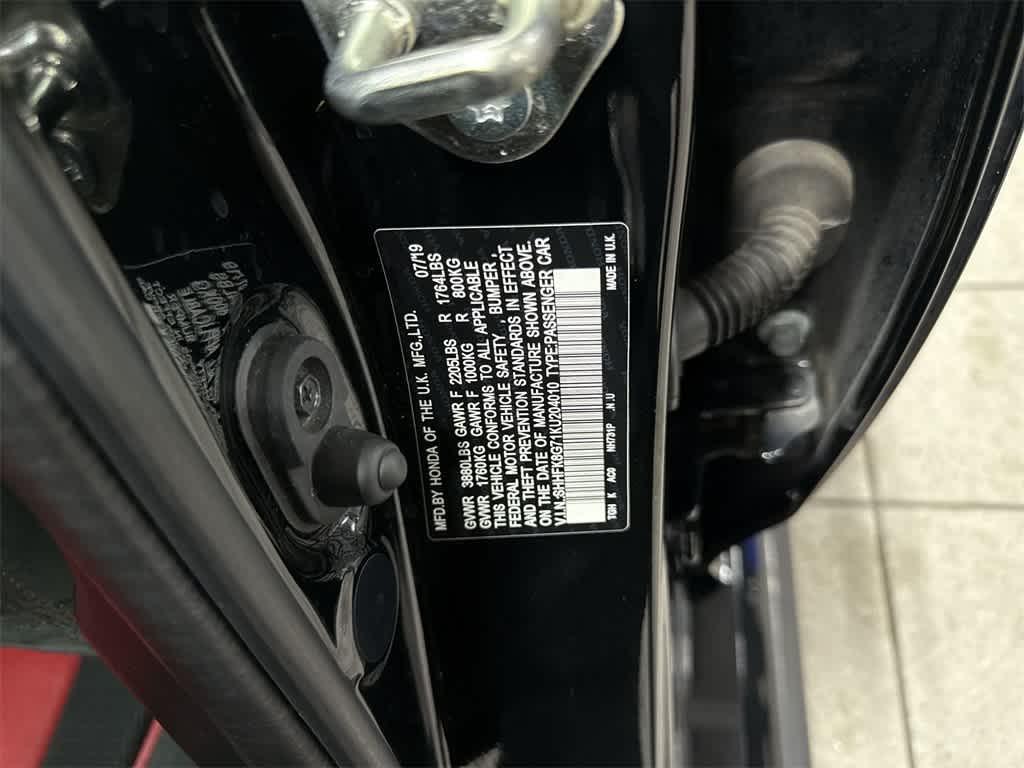 MFD.BY HONDA OF THE U.K. MFG.,LTD. 07/19
GVWR 3880LBS GAWR F 2205LBS R 1764LBS
GVWR 1760KG GAWR F 1000KG R 800KG
THIS VEHICLE CONFORMS TO ALL APPLICABLE
FEDERAL MOTOR VEHICLE SAFETY , BUMPER ,
AND THEFT PREVENTION STANDARDS IN EFFECT
ON THE DATE OF MANUFACTURE SHOWN ABOVE.
V.I.N.:SHHFK8G71KU204010 TYPE:PASSENGER CAR
TGH K AC0 NH731P .N.U MADE IN U.K.